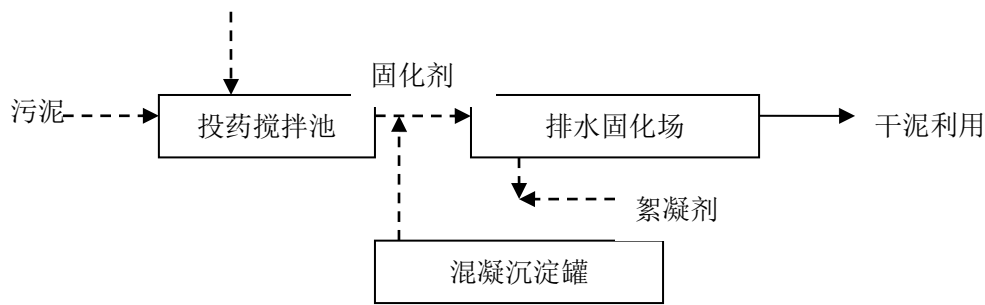 固化剂
污泥
投药搅拌池
排水固化场
干泥利用
絮凝剂
混凝沉淀罐